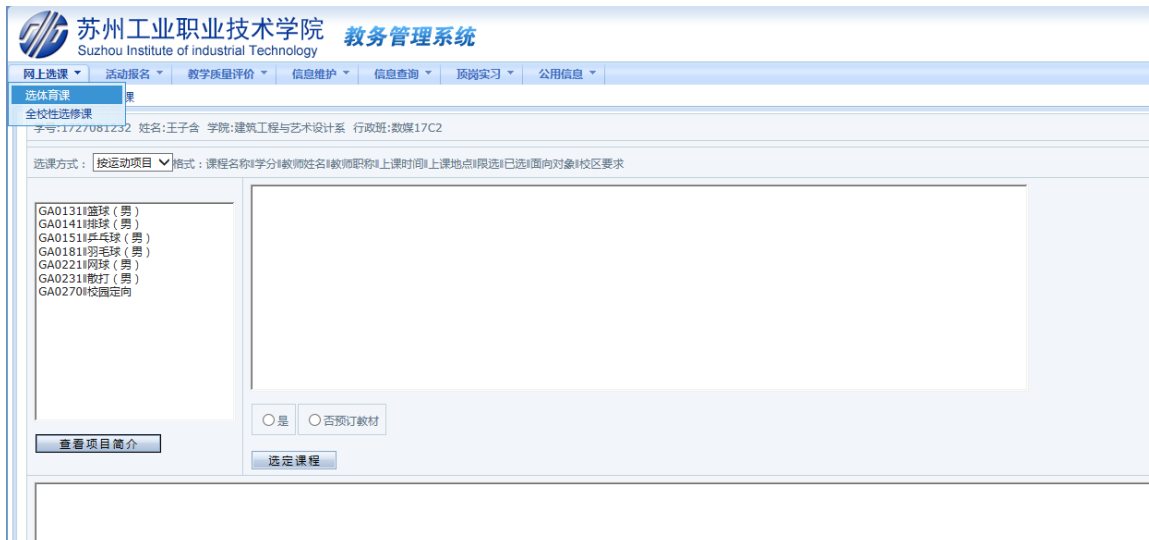 苏州工业职业技术学院 教务管理系统
Suzhou Institute of industrial Technology
网上选课 活动报名 教学质量评价 信息维护 信息查询 顶岗实习 公用信息
选体育课 课
全校性选修课
学号:1727081232 姓名:王子含 学院:建筑工程与艺术设计系 行政班:数媒17C2
选课方式： 按运动项目 格式：课程名称‖学分‖教师姓名‖教师职称‖上课时间‖上课地点‖限选‖已选‖面向对象‖校区要求
GA0131‖篮球（男）
GA0141‖排球（男）
GA0151‖乒乓球（男）
GA0181‖羽毛球（男）
GA0221‖网球（男）
GA0231‖散打（男）
GA0270‖校园定向
是 否预订教材
查看项目简介
选定课程